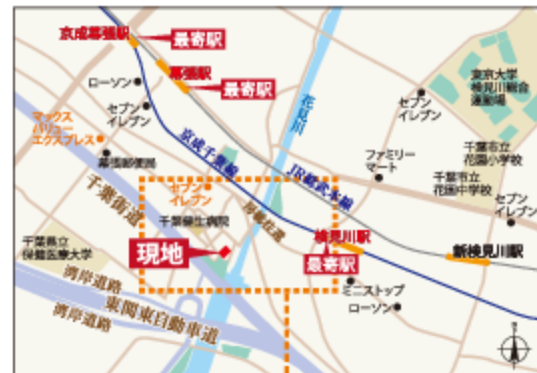 京成幕張駅
最寄駅
幕張駅
最寄駅
ローソン
セブン
イレブン
マックス
バリュー
エクスプレス
幕張郵便局
京成千葉線
JR総武本線
花見川
セブン
イレブン
東京大学
検見川総合
運動場
千葉市立
花園小学校
ファミリー
マート
千葉市立
花園中学校
セブン
イレブン
千葉街道
セブン
イレブン
千葉蘇生病院
千葉県立
保健医療大学
現地
検見川駅
最寄駅
新検見川駅
湾岸道路
東関東自動車道
湾岸道路
ミニストップ
ローソン